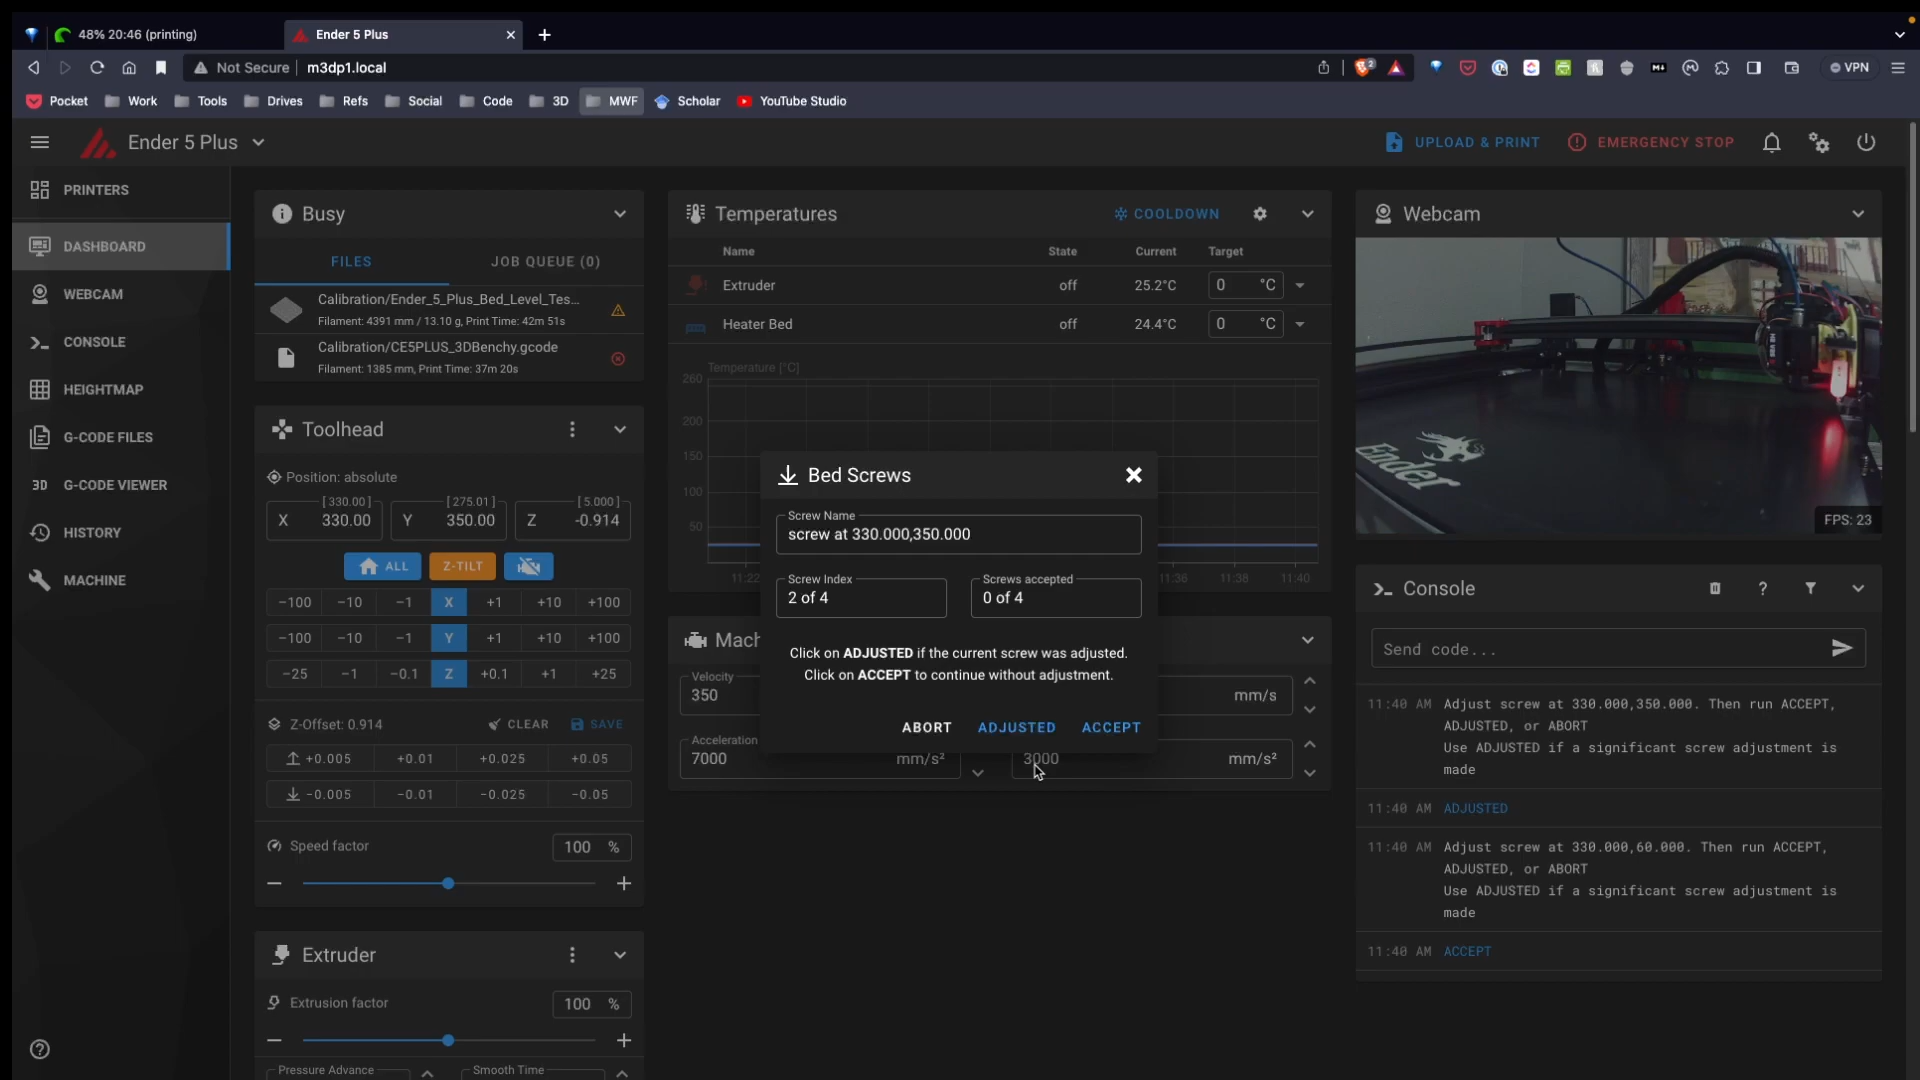 48% 20:46 (printing)
Ender 5 Plus
Not Secure
m3dp1.local
2
VPN
Pocket
Work
Tools
Drives
Refs
Social
Code
3D
MWF
Scholar
YouTube Studio
Ender 5 Plus
UPLOAD & PRINT
EMERGENCY STOP
PRINTERS
DASHBOARD
WEBCAM
CONSOLE
HEIGHTMAP
G-CODE FILES
3D G-CODE VIEWER
HISTORY
MACHINE
Busy
FILES
JOB QUEUE (0)
Calibration/Ender_5_Plus_Bed_Level_Tes...
Filament: 4391 mm / 13.10 g, Print Time: 42m 51s
Calibration/CE5PLUS_3DBenchy.gcode
Filament: 1385 mm, Print Time: 37m 20s
Toolhead
Position: absolute
[ 330.00 ]
[ 275.01 ]
[ 5.000 ]
X 330.00
Y 350.00
Z -0.914
ALL
Z-TILT
−100 −10 −1 X +1 +10 +100
−100 −10 −1 Y +1 +10 +100
−25 −1 −0.1 Z +0.1 +1 +25
Z-Offset: 0.914
CLEAR
SAVE
+0.005 +0.01 +0.025 +0.05
−0.005 −0.01 −0.025 −0.05
Speed factor
100 %
Extruder
Extrusion factor
100 %
Pressure Advance
Smooth Time
Temperatures
COOLDOWN
Name State Current Target
Extruder off 25.2°C 0 °C
Heater Bed off 24.4°C 0 °C
Temperature [°C]
260
200
150
100
50
11:22
11:36
11:38
11:40
Bed Screws
Screw Name
screw at 330.000,350.000
Screw Index
2 of 4
Screws accepted
0 of 4
Click on ADJUSTED if the current screw was adjusted.
Click on ACCEPT to continue without adjustment.
ABORT
ADJUSTED
ACCEPT
Mach
Velocity
350
mm/s
Acceleration
7000 mm/s²
3000 mm/s²
Webcam
Ender
FPS: 23
Console
Send code...
11:40 AM Adjust screw at 330.000,350.000. Then run ACCEPT,
ADJUSTED, or ABORT
Use ADJUSTED if a significant screw adjustment is
made
11:40 AM ADJUSTED
11:40 AM Adjust screw at 330.000,60.000. Then run ACCEPT,
ADJUSTED, or ABORT
Use ADJUSTED if a significant screw adjustment is
made
11:40 AM ACCEPT